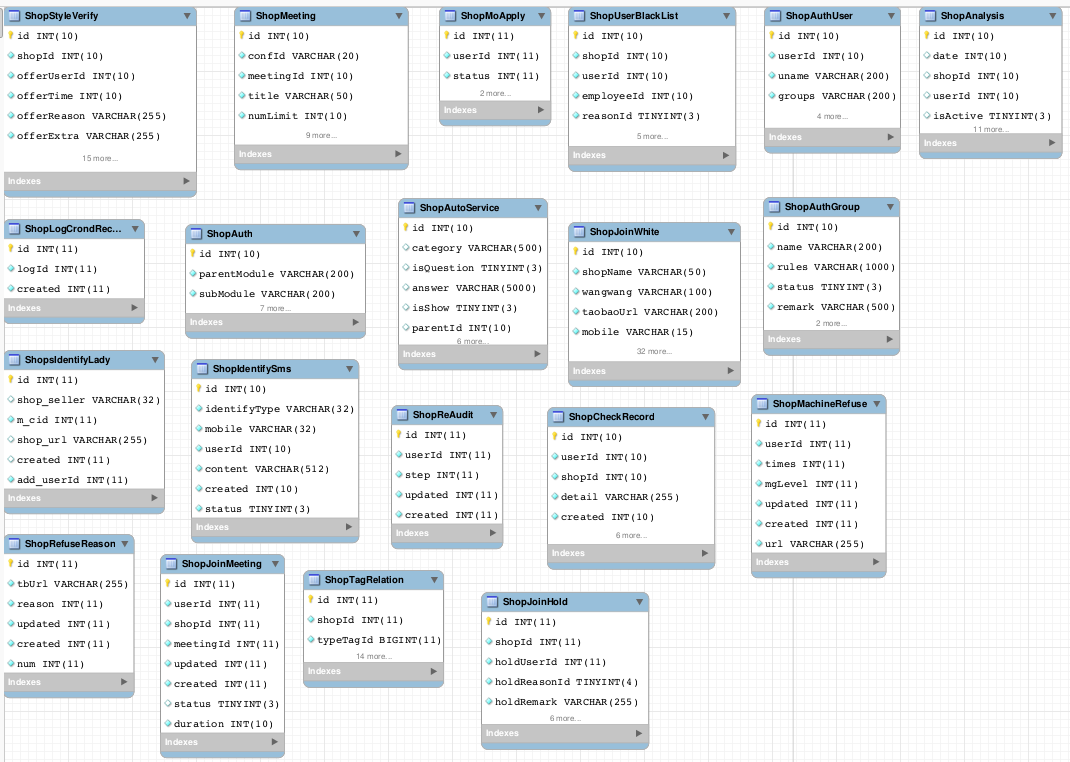 ShopStyleVerify
id INT(10)
shopId INT(10)
offerUserId INT(10)
offerTime INT(10)
offerReason VARCHAR(255)
offerExtra VARCHAR(255)
15 more...
Indexes
ShopMeeting
id INT(10)
confId VARCHAR(20)
meetingId INT(10)
title VARCHAR(50)
numLimit INT(10)
9 more...
Indexes
ShopMoApply
id INT(11)
userId INT(11)
status INT(11)
2 more...
Indexes
ShopUserBlackList
id INT(10)
shopId INT(10)
userId INT(10)
employeeId INT(10)
reasonId TINYINT(3)
5 more...
Indexes
ShopAuthUser
id INT(10)
userId INT(10)
uname VARCHAR(200)
groups VARCHAR(200)
4 more...
Indexes
ShopAnalysis
id INT(10)
date INT(10)
shopId INT(10)
userId INT(10)
isActive TINYINT(3)
11 more...
Indexes
ShopLogCrondRec...
id INT(11)
logId INT(11)
created INT(11)
Indexes
ShopAuth
id INT(10)
parentModule VARCHAR(200)
subModule VARCHAR(200)
7 more...
Indexes
ShopAutoService
id INT(10)
category VARCHAR(500)
isQuestion TINYINT(3)
answer VARCHAR(5000)
isShow TINYINT(3)
parentId INT(10)
6 more...
Indexes
ShopJoinWhite
id INT(10)
shopName VARCHAR(50)
wangwang VARCHAR(100)
taobaoUrl VARCHAR(200)
mobile VARCHAR(15)
32 more...
Indexes
ShopAuthGroup
id INT(10)
name VARCHAR(200)
rules VARCHAR(1000)
status TINYINT(3)
remark VARCHAR(500)
2 more...
Indexes
ShopsIdentifyLady
id INT(11)
shop_seller VARCHAR(32)
m_cid INT(11)
shop_url VARCHAR(255)
created INT(11)
add_userId INT(11)
Indexes
ShopIdentifySms
id INT(10)
identifyType VARCHAR(32)
mobile VARCHAR(32)
userId INT(10)
content VARCHAR(512)
created INT(10)
status TINYINT(3)
Indexes
ShopReAudit
id INT(11)
userId INT(11)
step INT(11)
updated INT(11)
created INT(11)
Indexes
ShopCheckRecord
id INT(10)
userId INT(10)
shopId INT(10)
detail VARCHAR(255)
created INT(10)
6 more...
Indexes
ShopMachineRefuse
id INT(11)
userId INT(11)
times INT(11)
mgLevel INT(11)
updated INT(11)
created INT(11)
url VARCHAR(255)
Indexes
ShopRefuseReason
id INT(11)
tbUrl VARCHAR(255)
reason INT(11)
updated INT(11)
created INT(11)
num INT(11)
Indexes
ShopJoinMeeting
id INT(11)
userId INT(11)
shopId INT(11)
meetingId INT(11)
updated INT(11)
created INT(11)
status TINYINT(3)
duration INT(10)
Indexes
ShopTagRelation
id INT(11)
shopId INT(11)
typeTagId BIGINT(11)
14 more...
Indexes
ShopJoinHold
id INT(11)
shopId INT(11)
holdUserId INT(11)
holdReasonId TINYINT(4)
holdRemark VARCHAR(255)
6 more...
Indexes